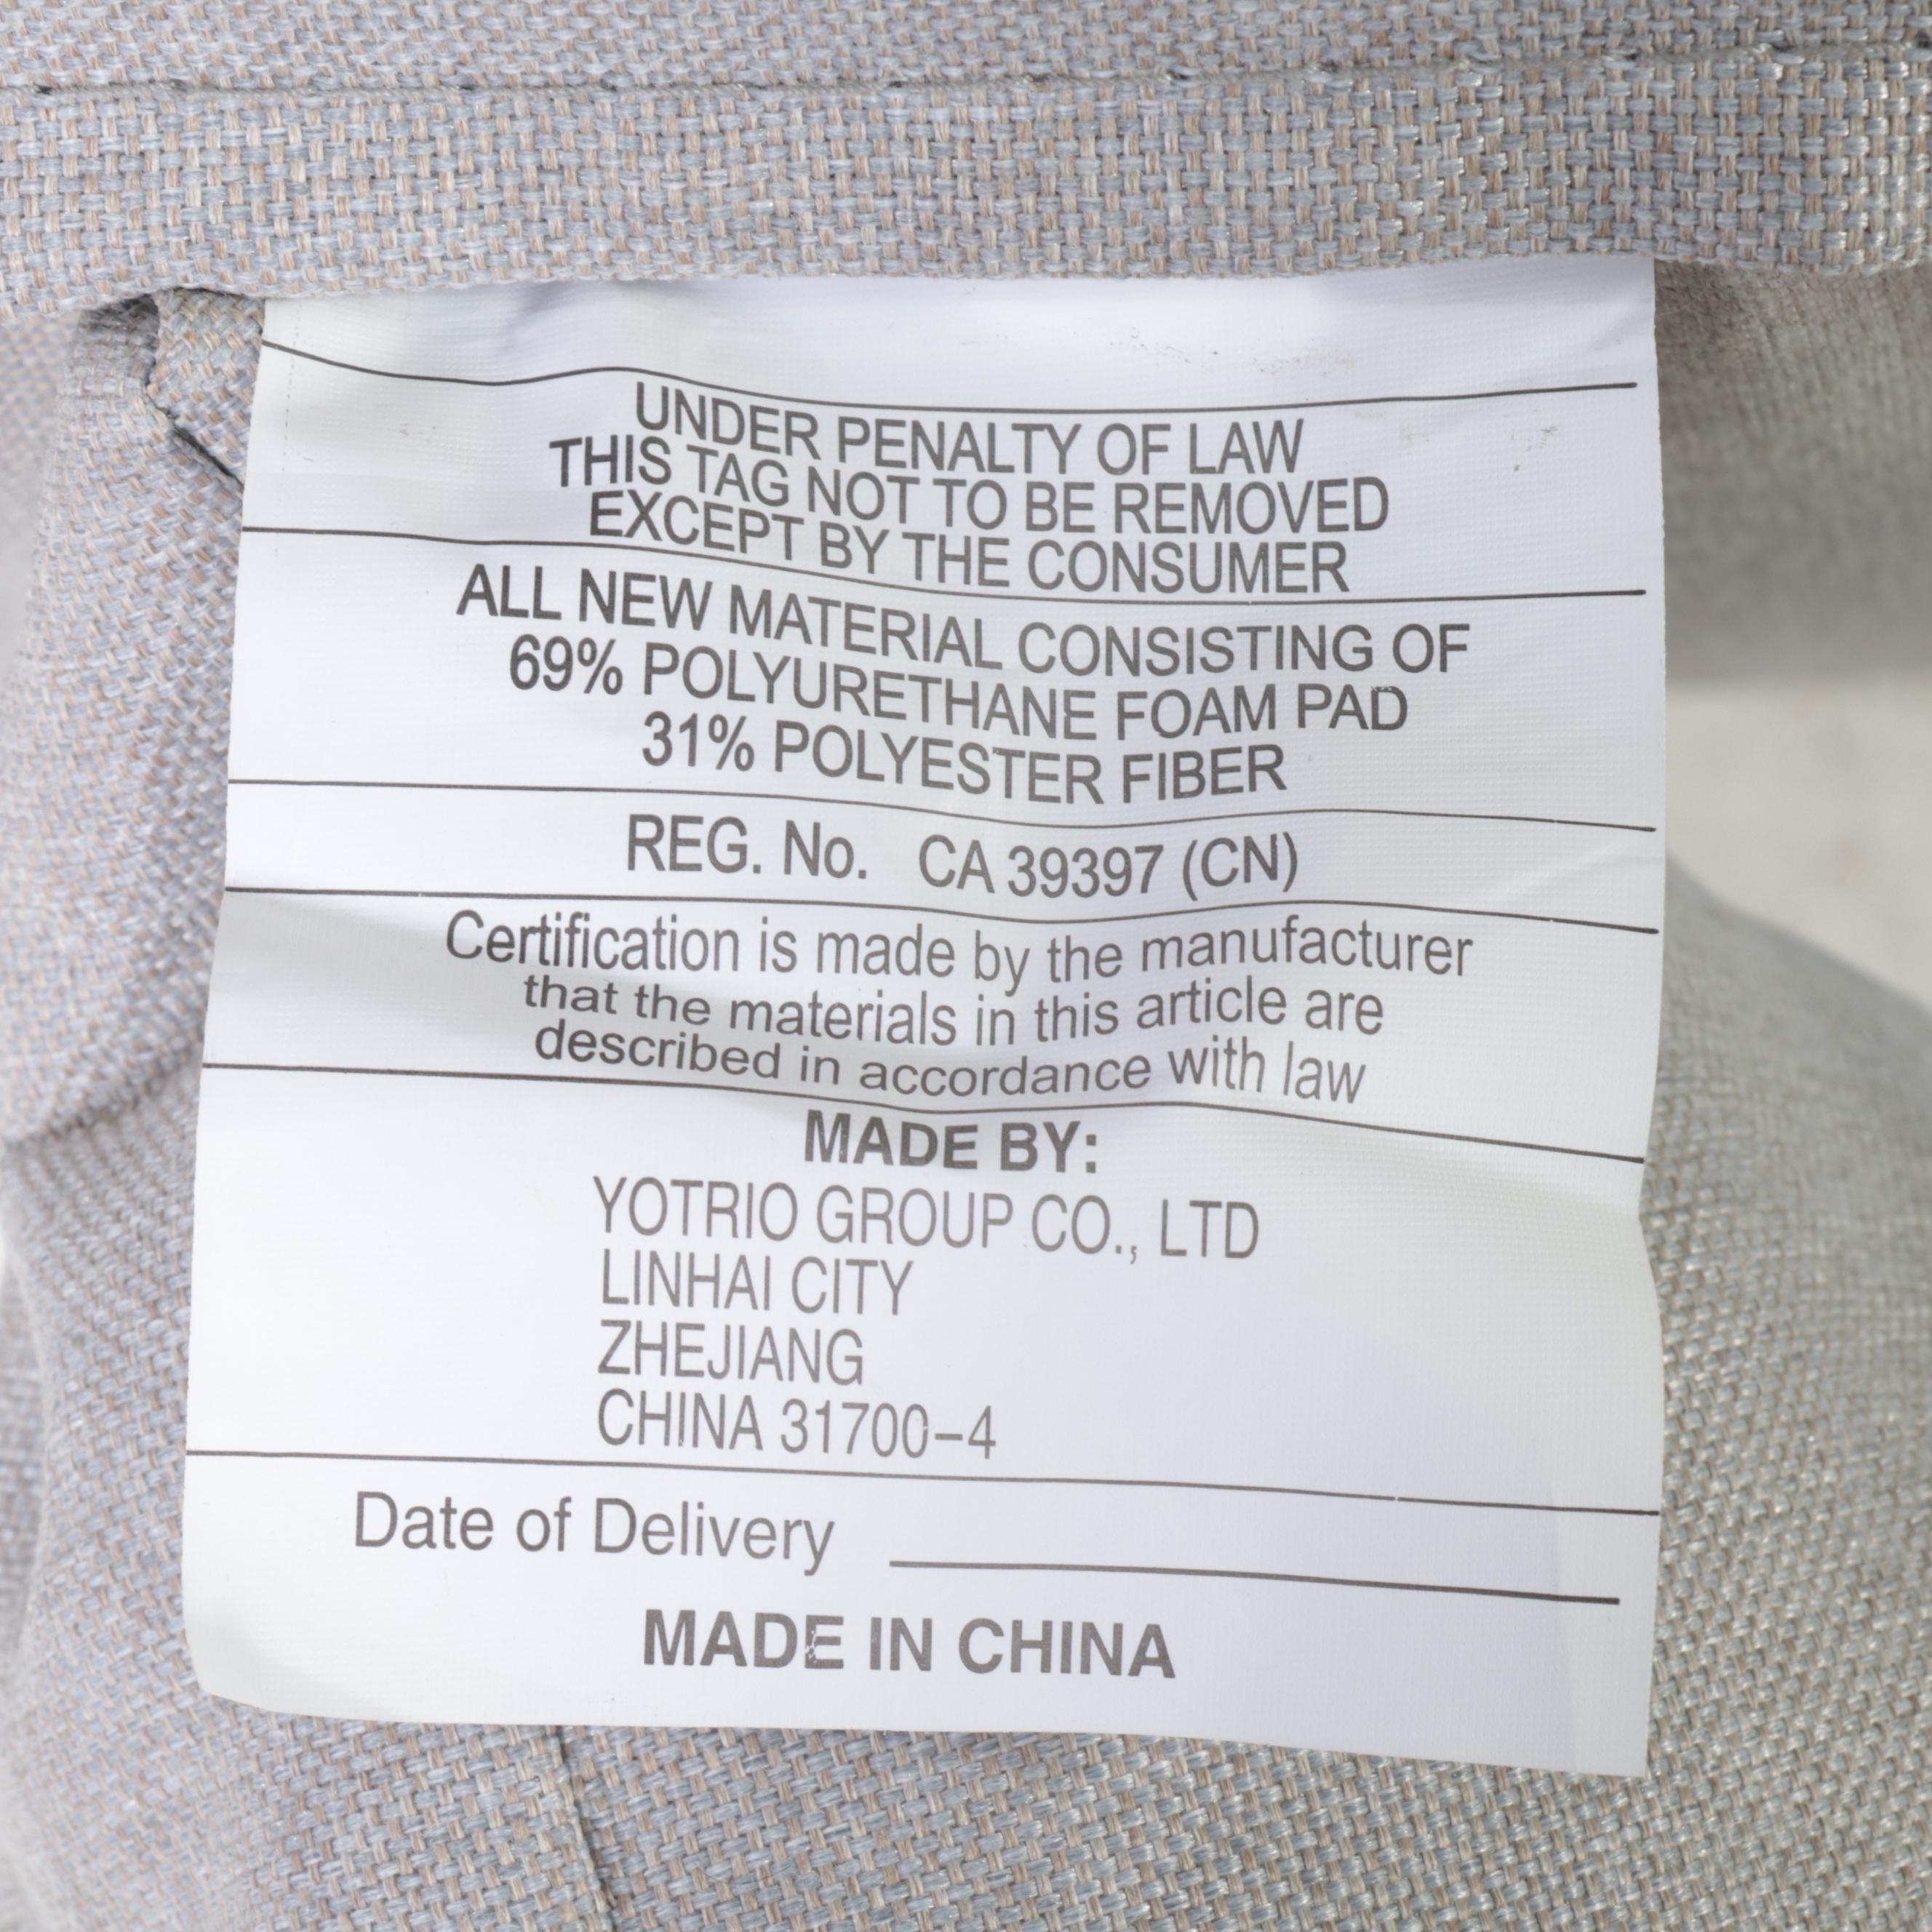 UNDER PENALTY OF LAW
THIS TAG NOT TO BE REMOVED
EXCEPT BY THE CONSUMER
ALL NEW MATERIAL CONSISTING OF
69% POLYURETHANE FOAM PAD
31% POLYESTER FIBER
REG. No. CA 39397 (CN)
Certification is made by the manufacturer
that the materials in this article are
described in accordance with law
MADE BY:
YOTRIO GROUP CO., LTD
LINHAI CITY
ZHEJIANG
CHINA 31700-4
Date of Delivery
MADE IN CHINA